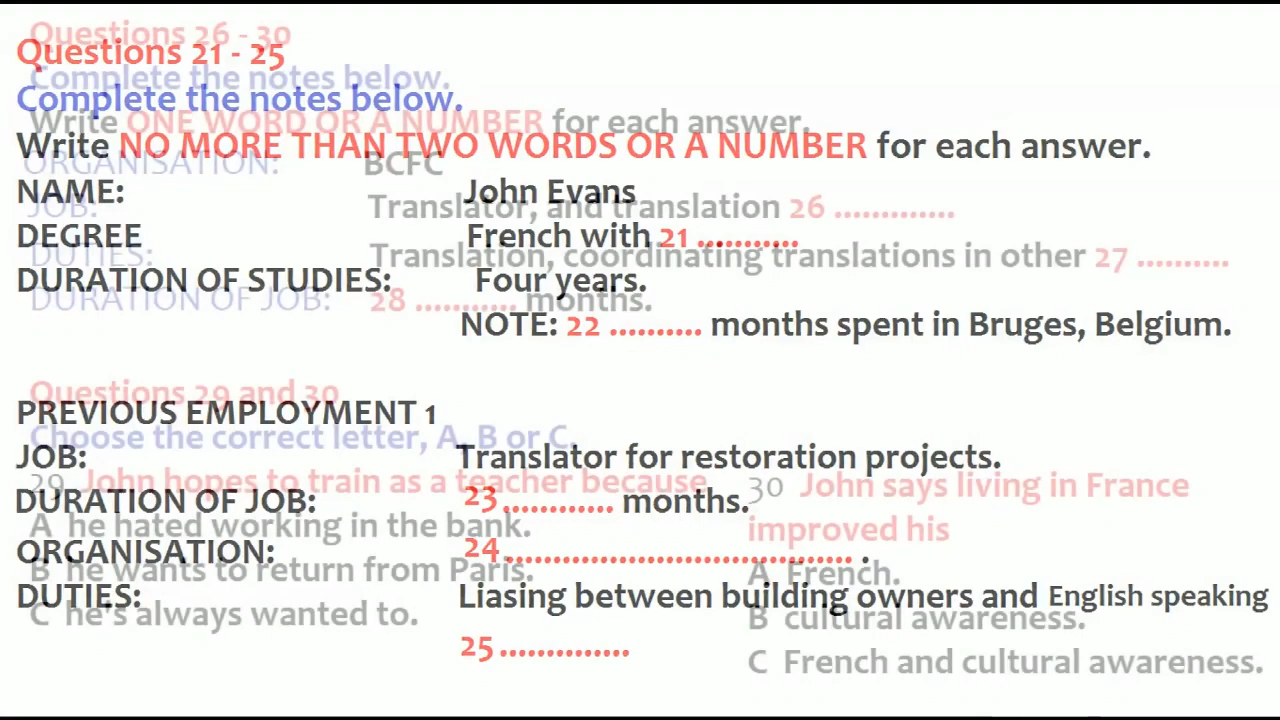 Questions 21 - 25
Complete the notes below.
Write NO MORE THAN TWO WORDS OR A NUMBER for each answer.
NAME: John Evans
DEGREE French with 21 ...........
DURATION OF STUDIES: Four years.
NOTE: 22 .......... months spent in Bruges, Belgium.
PREVIOUS EMPLOYMENT 1
JOB: Translator for restoration projects.
DURATION OF JOB: 23 ............ months.
ORGANISATION: 24 ..................................... .
DUTIES: Liasing between building owners and English speaking
25 ..............
Questions 26 - 30
Complete the notes below.
Write ONE WORD OR A NUMBER for each answer.
ORGANISATION: BCFC
JOB: Translator, and translation 26 .............
DUTIES: Translation, coordinating translations in other 27 ..........
DURATION OF JOB: 28 ........... months.
Questions 29 and 30
Choose the correct letter, A, B or C.
29 John hopes to train as a teacher because
A he hated working in the bank.
B he wants to return from Paris.
C he's always wanted to.
30 John says living in France
improved his
A French.
B cultural awareness.
C French and cultural awareness.